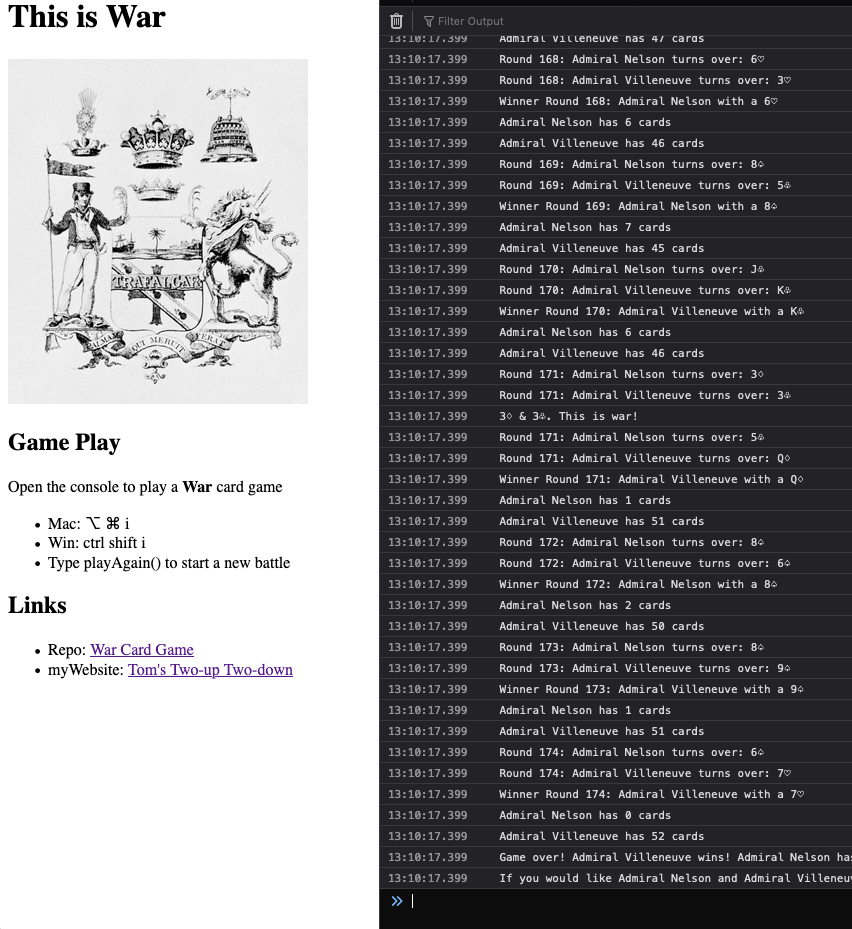 This is War
TRAFALGAR
PALMAM QUI MERUIT FERAT
Game Play
Open the console to play a War card game
• Mac: ⌥ ⌘ i
• Win: ctrl shift i
• Type playAgain() to start a new battle
Links
• Repo: War Card Game
• myWebsite: Tom's Two-up Two-down
Filter Output
13:10:17.399 Admiral Villeneuve has 47 cards
13:10:17.399 Round 168: Admiral Nelson turns over: 6♡
13:10:17.399 Round 168: Admiral Villeneuve turns over: 3♡
13:10:17.399 Winner Round 168: Admiral Nelson with a 6♡
13:10:17.399 Admiral Nelson has 6 cards
13:10:17.399 Admiral Villeneuve has 46 cards
13:10:17.399 Round 169: Admiral Nelson turns over: 8♤
13:10:17.399 Round 169: Admiral Villeneuve turns over: 5♧
13:10:17.399 Winner Round 169: Admiral Nelson with a 8♤
13:10:17.399 Admiral Nelson has 7 cards
13:10:17.399 Admiral Villeneuve has 45 cards
13:10:17.399 Round 170: Admiral Nelson turns over: J♧
13:10:17.399 Round 170: Admiral Villeneuve turns over: K♧
13:10:17.399 Winner Round 170: Admiral Villeneuve with a K♧
13:10:17.399 Admiral Nelson has 6 cards
13:10:17.399 Admiral Villeneuve has 46 cards
13:10:17.399 Round 171: Admiral Nelson turns over: 3♢
13:10:17.399 Round 171: Admiral Villeneuve turns over: 3♧
13:10:17.399 3♢ & 3♧. This is war!
13:10:17.399 Round 171: Admiral Nelson turns over: 5♧
13:10:17.399 Round 171: Admiral Villeneuve turns over: Q♢
13:10:17.399 Winner Round 171: Admiral Villeneuve with a Q♢
13:10:17.399 Admiral Nelson has 1 cards
13:10:17.399 Admiral Villeneuve has 51 cards
13:10:17.399 Round 172: Admiral Nelson turns over: 8♤
13:10:17.399 Round 172: Admiral Villeneuve turns over: 6♤
13:10:17.399 Winner Round 172: Admiral Nelson with a 8♤
13:10:17.399 Admiral Nelson has 2 cards
13:10:17.399 Admiral Villeneuve has 50 cards
13:10:17.399 Round 173: Admiral Nelson turns over: 8♤
13:10:17.399 Round 173: Admiral Villeneuve turns over: 9♤
13:10:17.399 Winner Round 173: Admiral Villeneuve with a 9♤
13:10:17.399 Admiral Nelson has 1 cards
13:10:17.399 Admiral Villeneuve has 51 cards
13:10:17.399 Round 174: Admiral Nelson turns over: 6♤
13:10:17.399 Round 174: Admiral Villeneuve turns over: 7♡
13:10:17.399 Winner Round 174: Admiral Villeneuve with a 7♡
13:10:17.399 Admiral Nelson has 0 cards
13:10:17.399 Admiral Villeneuve has 52 cards
13:10:17.399 Game over! Admiral Villeneuve wins! Admiral Nelson has
13:10:17.399 If you would like Admiral Nelson and Admiral Villeneuv